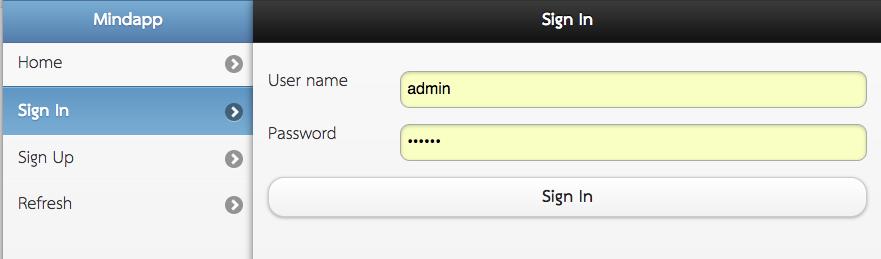 Mindapp
Sign In
Home
Sign In
Sign Up
Refresh
User name
admin
Password
••••••
Sign In